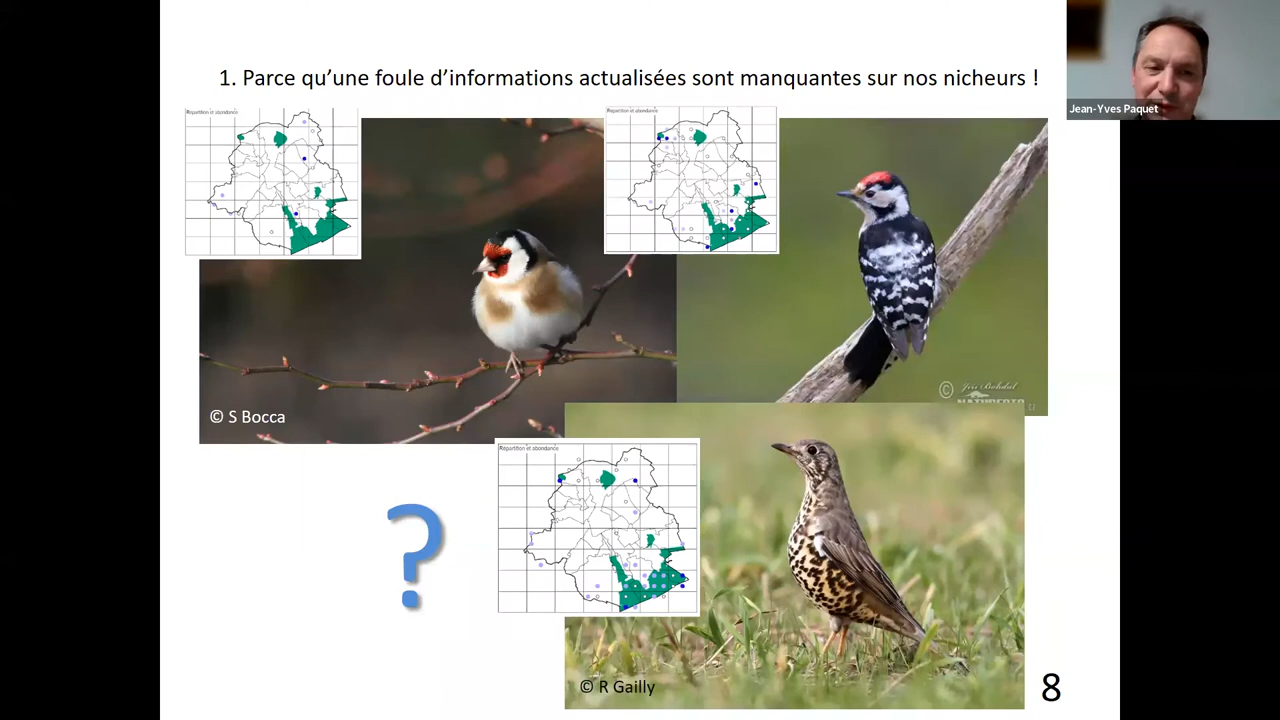 1. Parce qu’une foule d’informations actualisées sont manquantes sur nos nicheurs !
Jean-Yves Paquet
Répartition et abondance
Répartition et abondance
© S Bocca
©
Répartition et abondance
?
© R Gailly
8